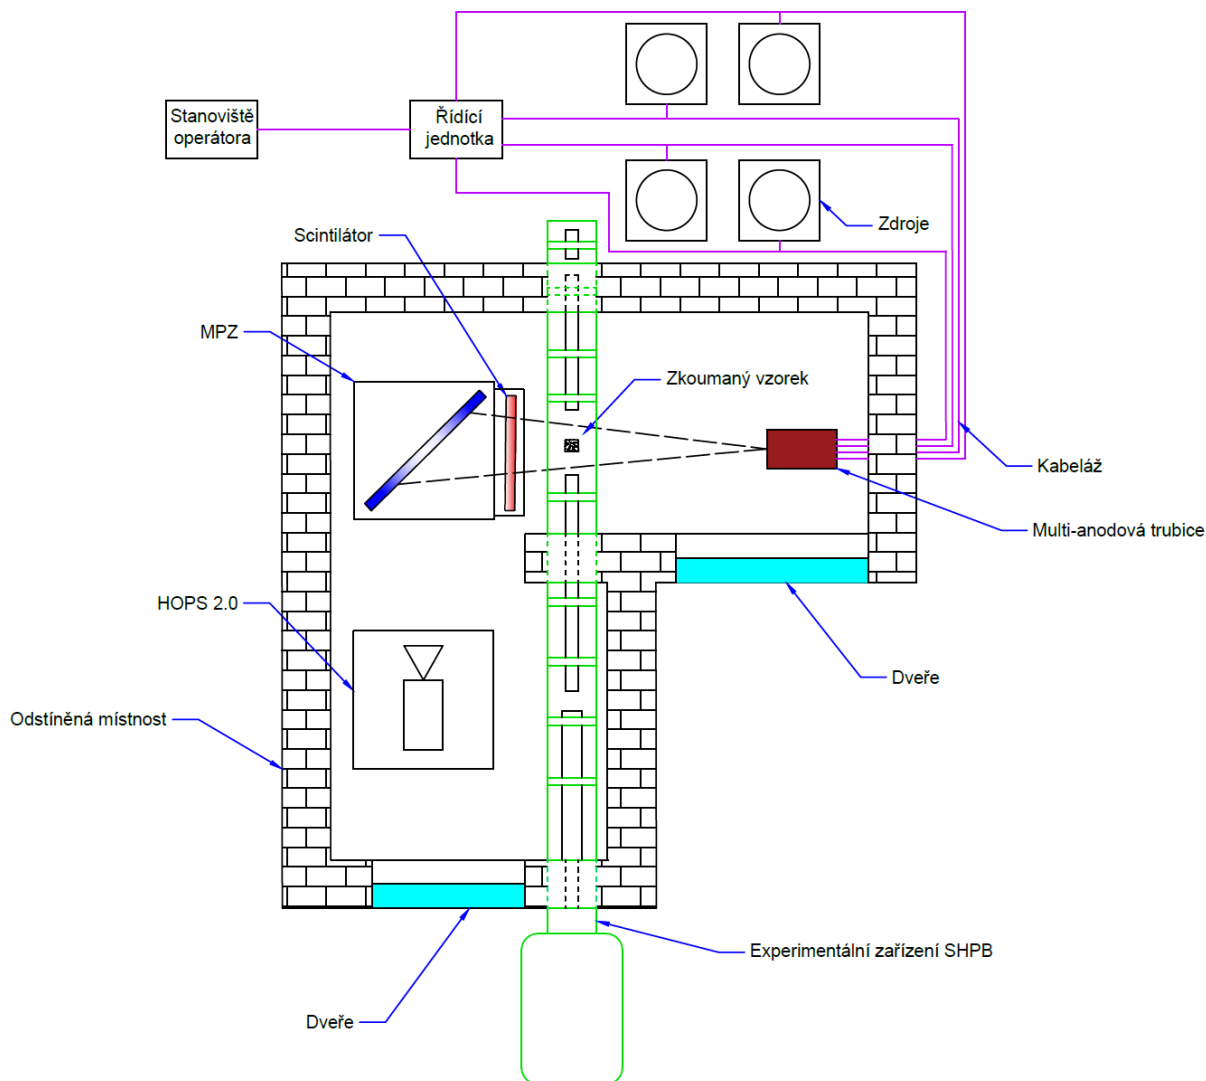 Stanoviště
operátora
Řídící
jednotka
Zdroje
Scintilátor
MPZ
Zkoumaný vzorek
Kabeláž
Multi-anodová trubice
HOPS 2.0
Dveře
Odstíněná místnost
Experimentální zařízení SHPB
Dveře